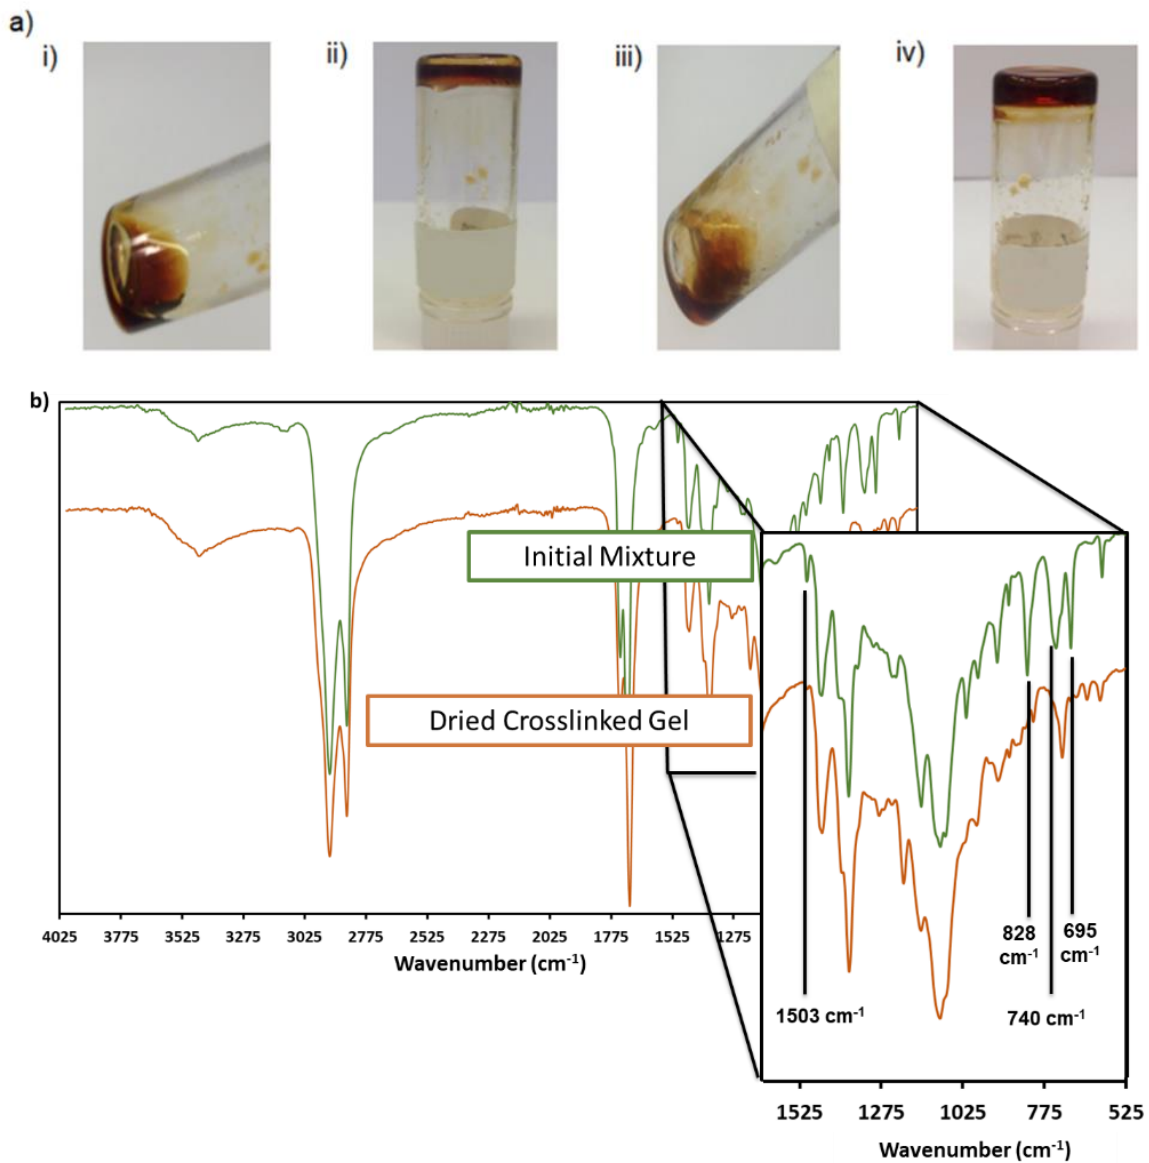 a)
i)
ii)
iii)
iv)
b)
Initial Mixture
Dried Crosslinked Gel
828
cm-1
695
cm-1
1503 cm-1
740 cm-1
4025 3775 3525 3275 3025 2775 2525 2275 2025 1775 1525 1275
Wavenumber (cm-1)
1525 1275 1025 775 525
Wavenumber (cm-1)